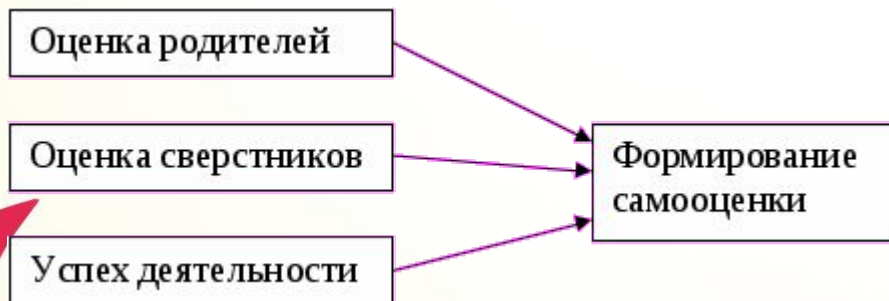 Оценка родителей
Оценка сверстников
Успех деятельности
Формирование
самооценки